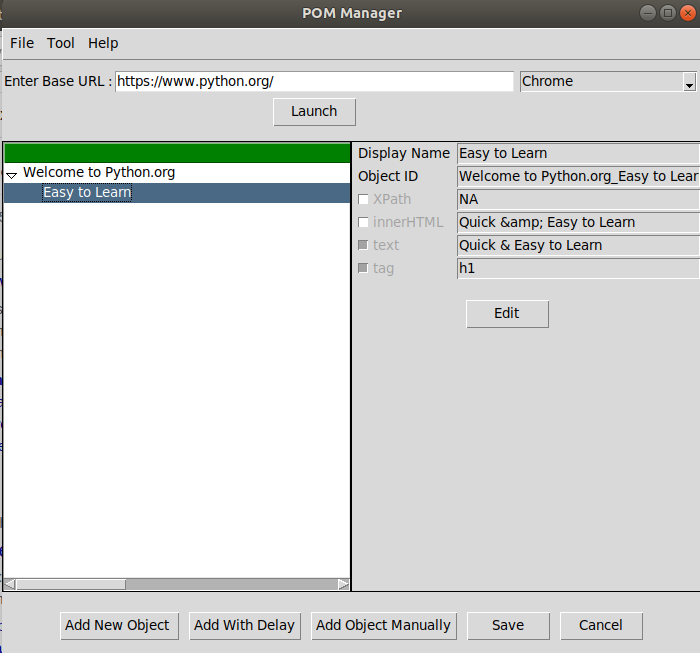 POM Manager
File Tool Help
Enter Base URL : https://www.python.org/ Chrome
Launch
Welcome to Python.org
Easy to Learn
Display Name Easy to Learn
Object ID Welcome to Python.org_Easy to Lear
XPath NA
innerHTML Quick &amp; Easy to Learn
text Quick & Easy to Learn
tag h1
Edit
Add New Object Add With Delay Add Object Manually Save Cancel